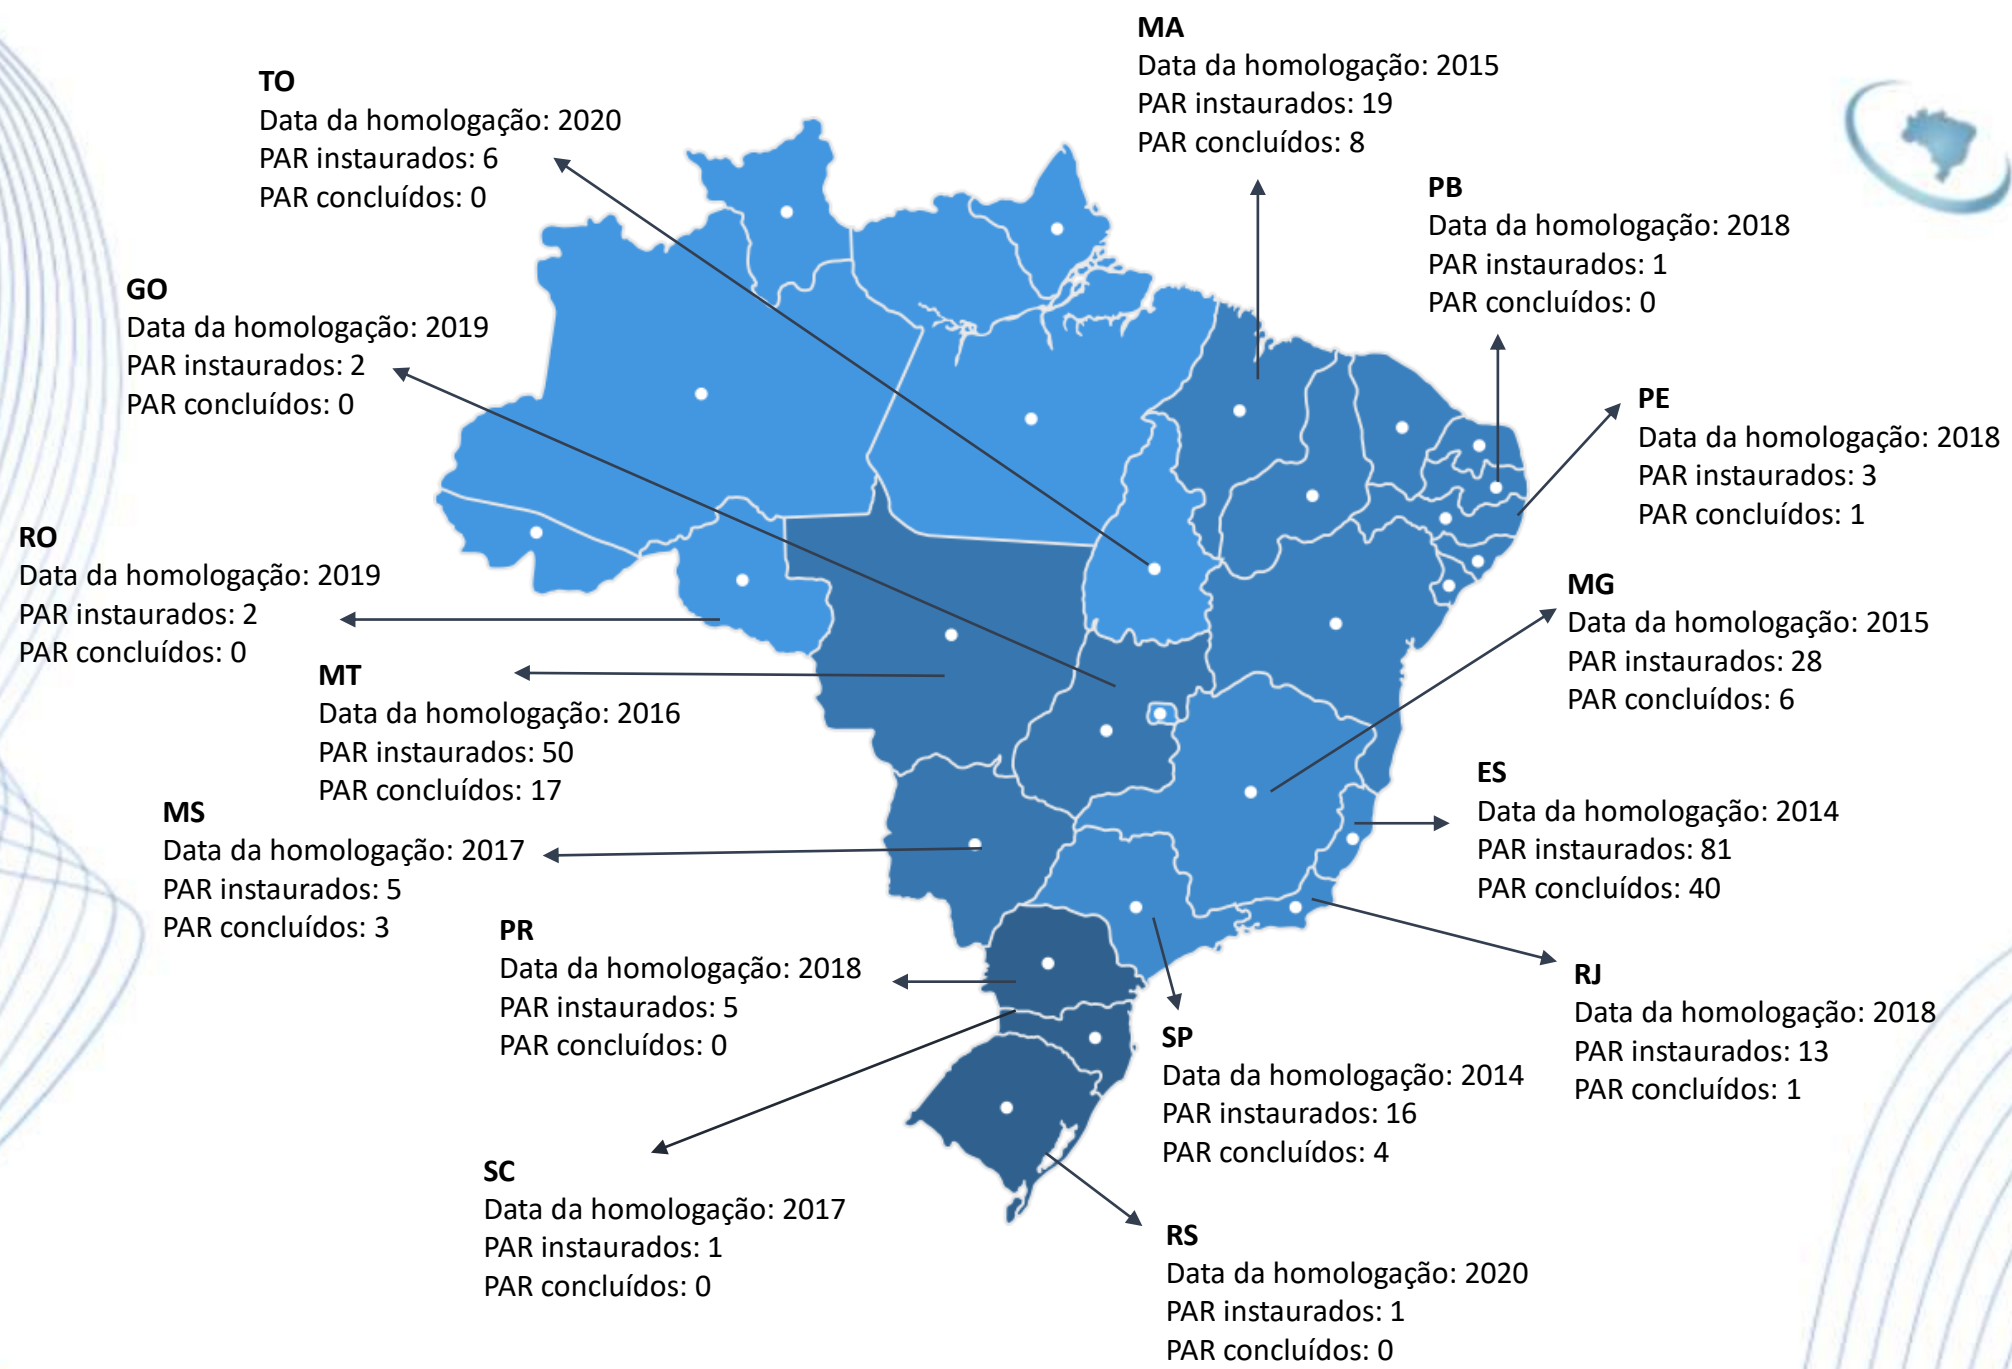 MA
Data da homologação: 2015
PAR instaurados: 19
PAR concluídos: 8
TO
Data da homologação: 2020
PAR instaurados: 6
PAR concluídos: 0
PB
Data da homologação: 2018
PAR instaurados: 1
PAR concluídos: 0
GO
Data da homologação: 2019
PAR instaurados: 2
PAR concluídos: 0
PE
Data da homologação: 2018
PAR instaurados: 3
PAR concluídos: 1
RO
Data da homologação: 2019
PAR instaurados: 2
PAR concluídos: 0
MG
Data da homologação: 2015
PAR instaurados: 28
PAR concluídos: 6
MT
Data da homologação: 2016
PAR instaurados: 50
PAR concluídos: 17
ES
Data da homologação: 2014
PAR instaurados: 81
PAR concluídos: 40
MS
Data da homologação: 2017
PAR instaurados: 5
PAR concluídos: 3
PR
Data da homologação: 2018
PAR instaurados: 5
PAR concluídos: 0
RJ
Data da homologação: 2018
PAR instaurados: 13
PAR concluídos: 1
SP
Data da homologação: 2014
PAR instaurados: 16
PAR concluídos: 4
SC
Data da homologação: 2017
PAR instaurados: 1
PAR concluídos: 0
RS
Data da homologação: 2020
PAR instaurados: 1
PAR concluídos: 0